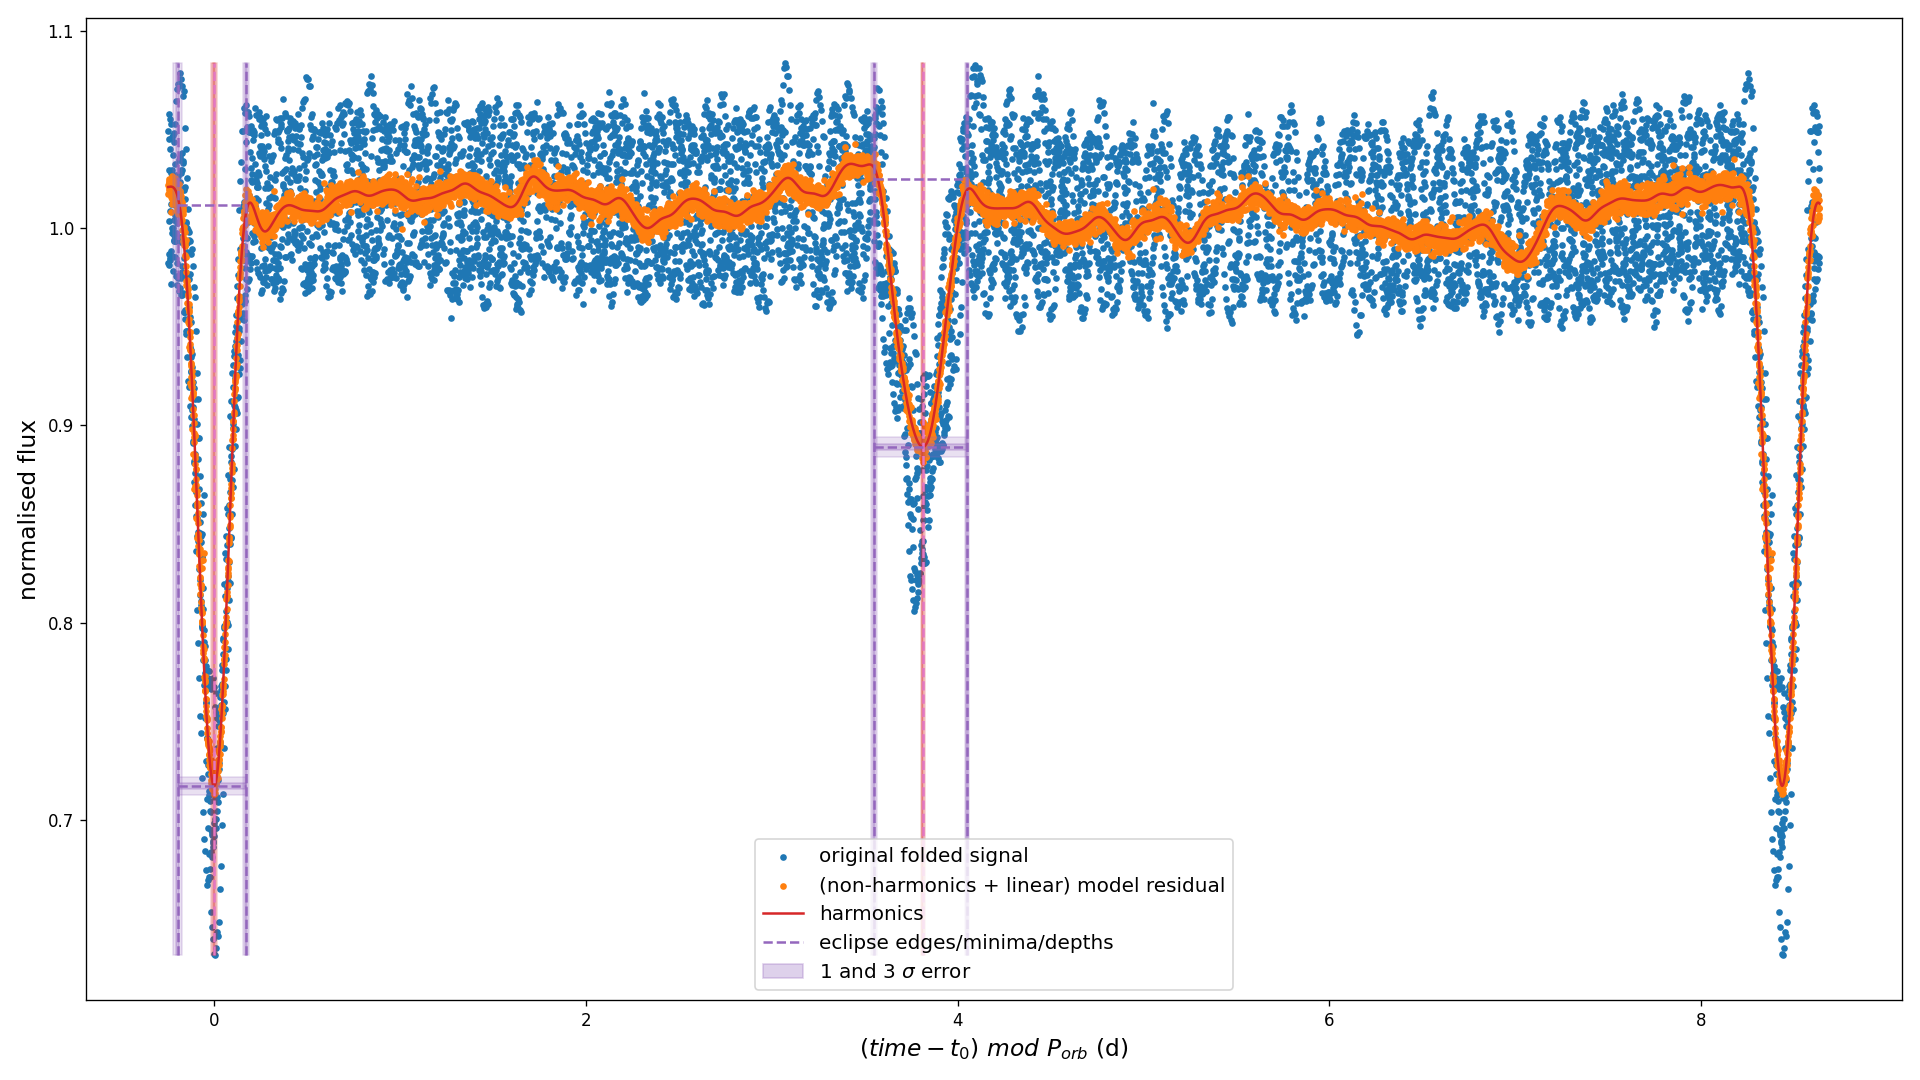 normalised flux
1.1
1.0
0.9
0.8
0.7
original folded signal
(non-harmonics + linear) model residual
harmonics
eclipse edges/minima/depths
1 and 3 σ error
0 2 4 6 8
(time − t₀) mod P_orb (d)